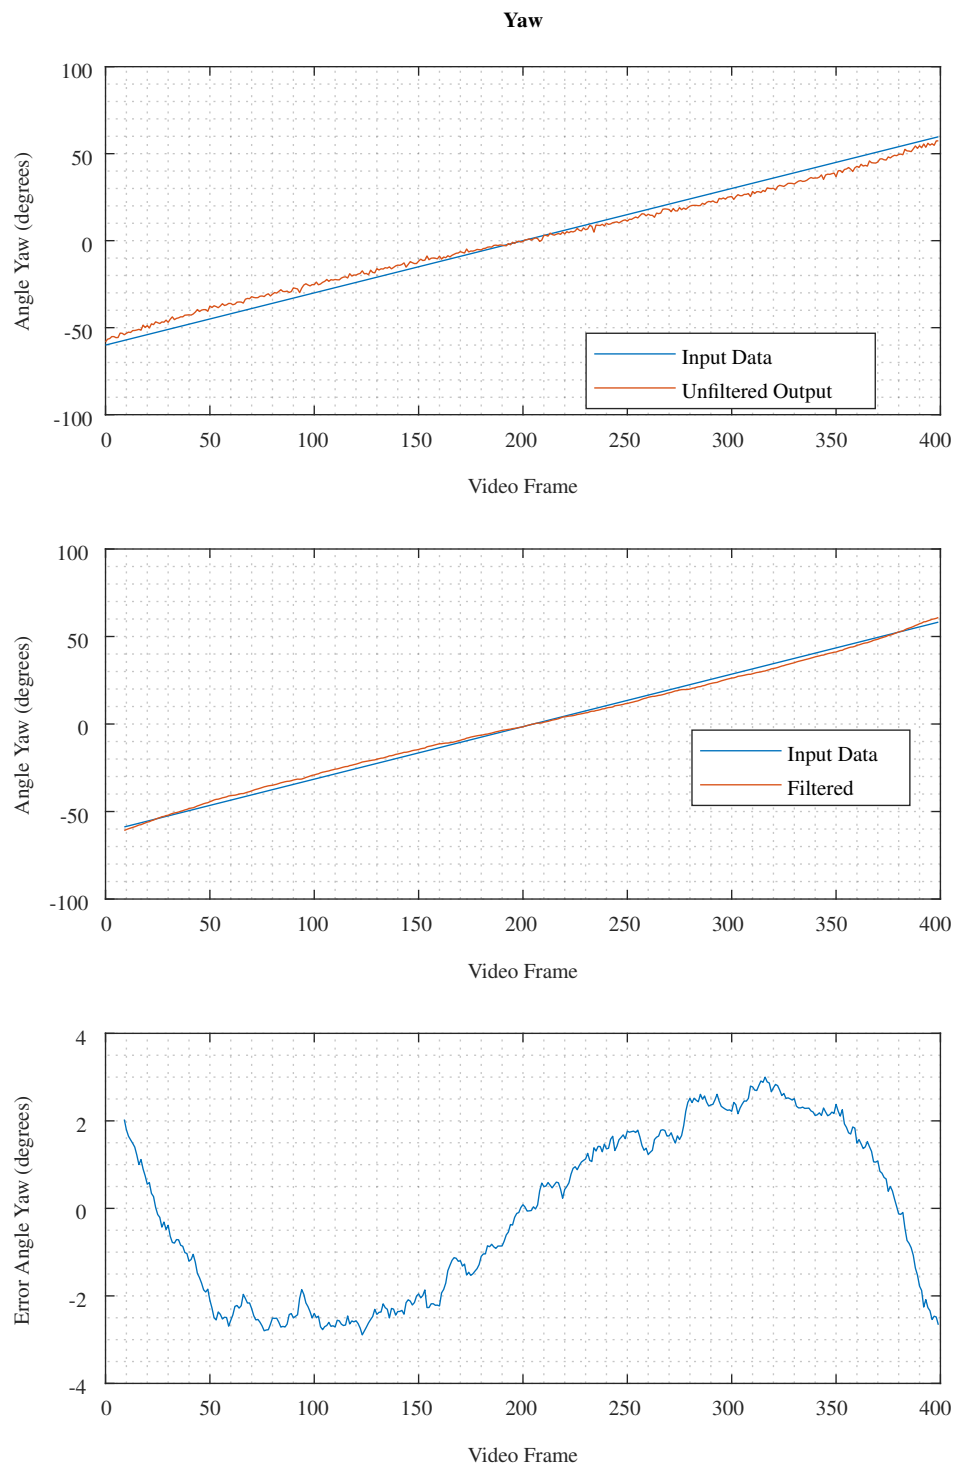 Yaw
100
50
0
-50
-100
Angle Yaw (degrees)
Input Data
Unfiltered Output
0 50 100 150 200 250 300 350 400
Video Frame
100
50
0
-50
-100
Angle Yaw (degrees)
Input Data
Filtered
0 50 100 150 200 250 300 350 400
Video Frame
4
2
0
-2
-4
Error Angle Yaw (degrees)
0 50 100 150 200 250 300 350 400
Video Frame